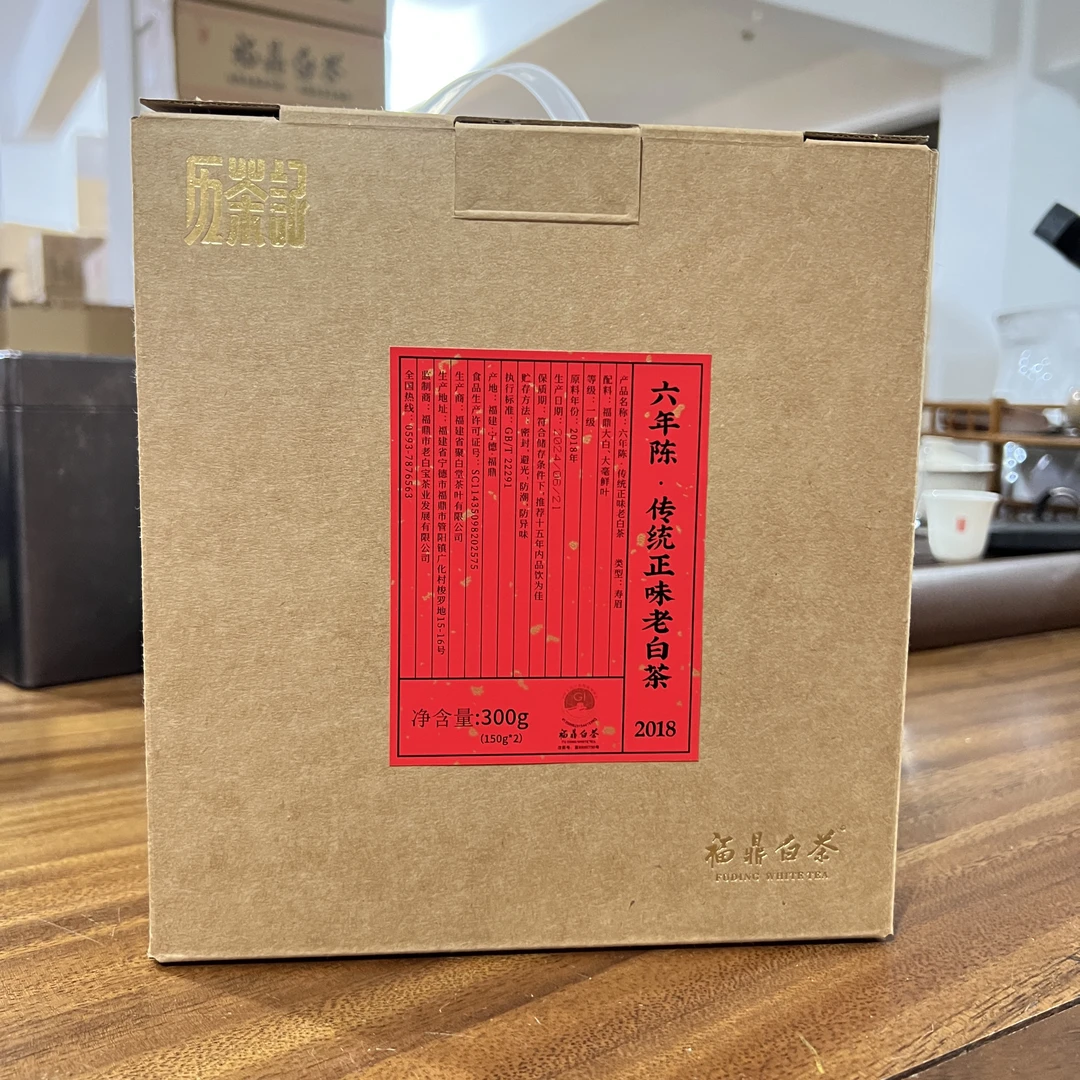 福鼎白茶
历茶記
六年陈·传统正味老白茶
2018
产品名称：六年陈·传统正味老白茶 类型：寿眉
配料：福鼎大白、大毫鲜叶
等级：一级
原料年份：2018年
生产日期：2024/06/21
保质期：符合储存条件下，推荐十五年内品饮为佳
贮存方法：密封、避光、防潮、防异味
执行标准：GB/T 22291
产地：福建·宁德·福鼎
食品生产许可证号：SC11435098202575
生产商：福建省聚白堂茶叶有限公司
生产地址：福建省宁德市福鼎市管阳镇广化村梭罗地15-16号
监制商：福鼎市老白宝茶业发展有限公司
全国热线：0593-7876563
净含量:300g
(150g*2)
GI
福鼎白茶
FUDING WHITE TEA
福鼎白茶
FUDING WHITE TEA